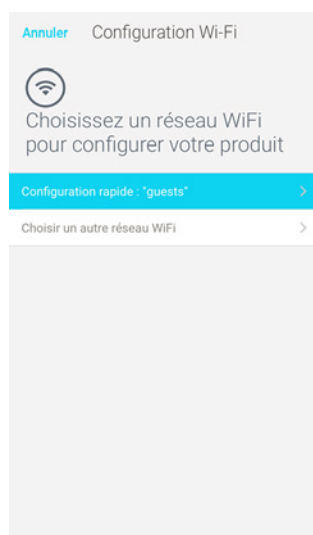 Annuler Configuration Wi-Fi
Choisissez un réseau WiFi
pour configurer votre produit
Configuration rapide : "guests"
Choisir un autre réseau WiFi